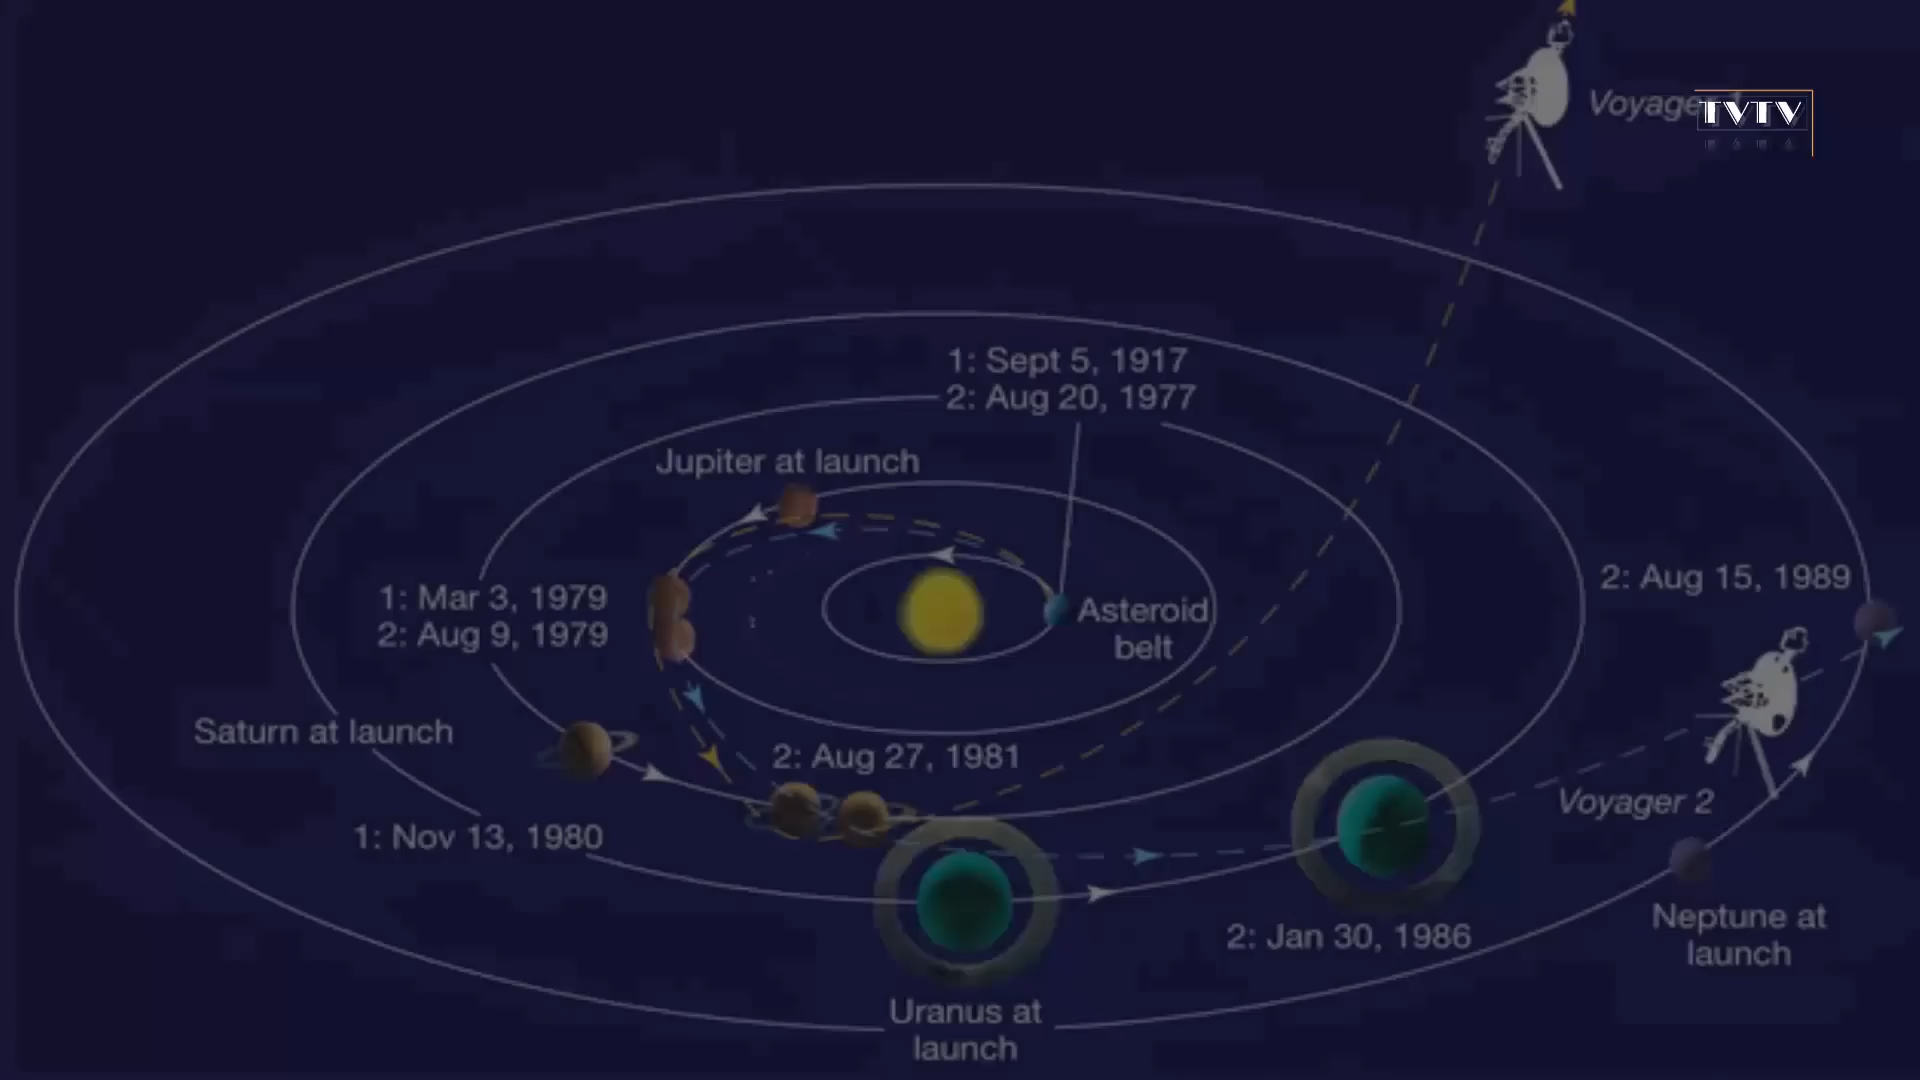 Voyager
TVTV
1: Sept 5, 1917
2: Aug 20, 1977
Jupiter at launch
2: Aug 15, 1989
1: Mar 3, 1979
2: Aug 9, 1979
Asteroid
belt
Saturn at launch
2: Aug 27, 1981
Voyager 2
1: Nov 13, 1980
Neptune at
launch
2: Jan 30, 1986
Uranus at
launch